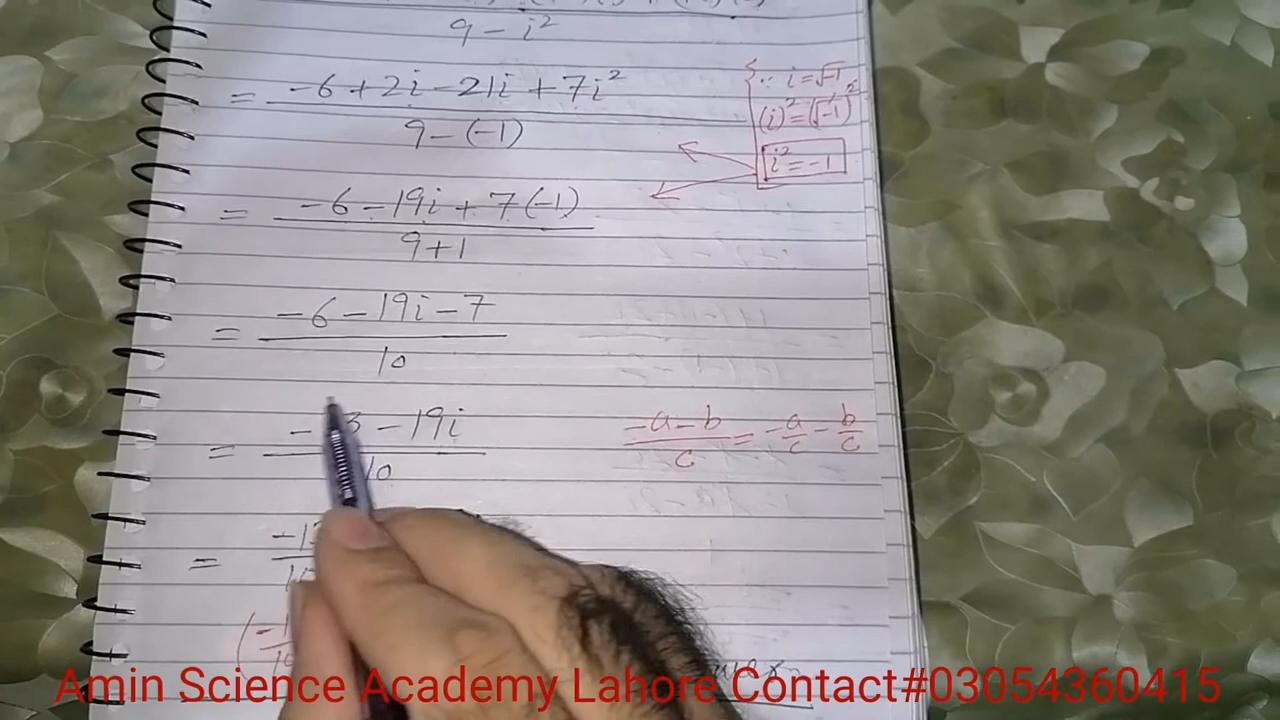 9 - i²
= -6 + 2i - 21i + 7i² / 9 - (-1)
∵ i = √-1
(i)² = (√-1)²
i² = -1
= -6 - 19i + 7(-1) / 9 + 1
= -6 - 19i - 7 / 10
= - 3 - 19i / 10
-a - b / c = -a/c - b/c
=
Amin Science Academy Lahore Contact#03054360415